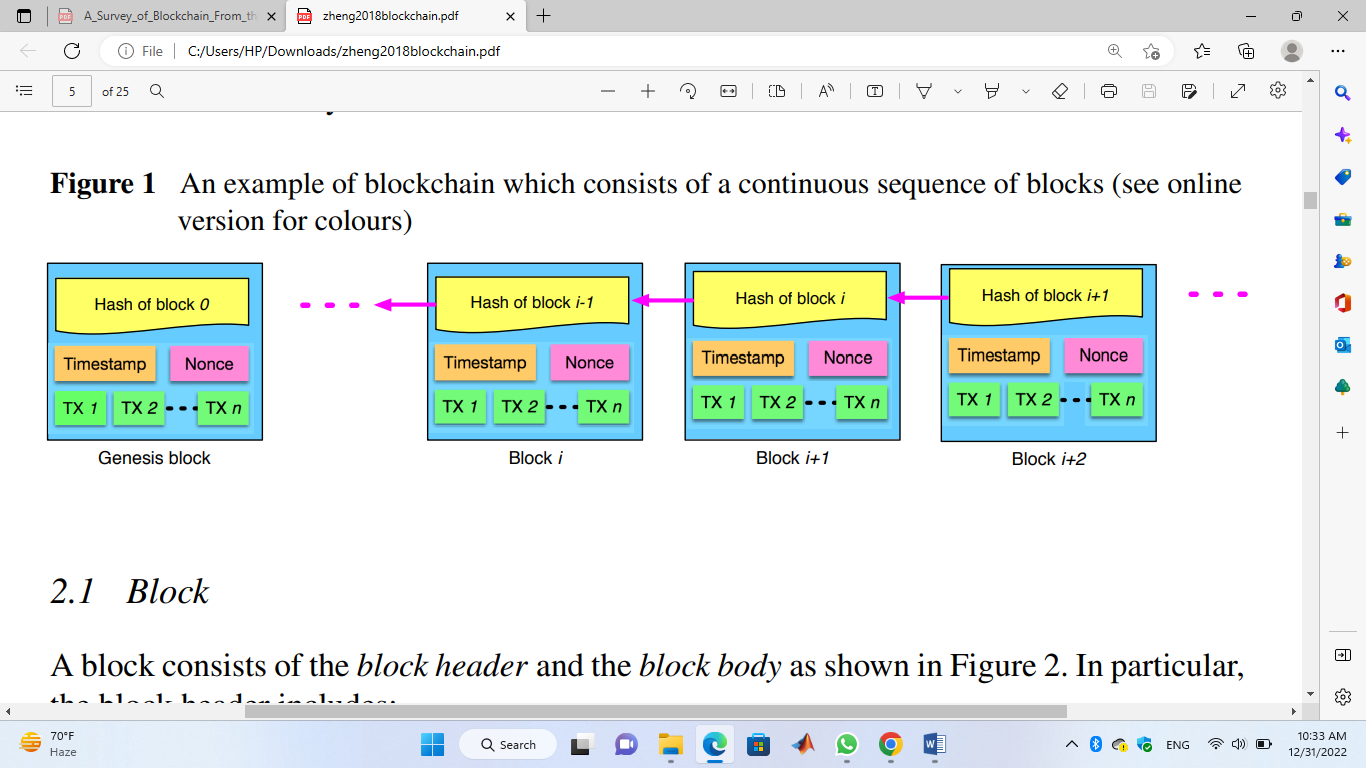 A_Survey_of_Blockchain_From_th
zheng2018blockchain.pdf
File
C:/Users/HP/Downloads/zheng2018blockchain.pdf
5 of 25
Figure 1 An example of blockchain which consists of a continuous sequence of blocks (see online
version for colours)
Hash of block 0
Timestamp Nonce
TX 1 TX 2 TX n
Genesis block
Hash of block i-1
Timestamp Nonce
TX 1 TX 2 TX n
Block i
Hash of block i
Timestamp Nonce
TX 1 TX 2 TX n
Block i+1
Hash of block i+1
Timestamp Nonce
TX 1 TX 2 TX n
Block i+2
2.1 Block
A block consists of the block header and the block body as shown in Figure 2. In particular,
the block header includes:
70°F
Haze
Search
ENG
10:33 AM
12/31/2022